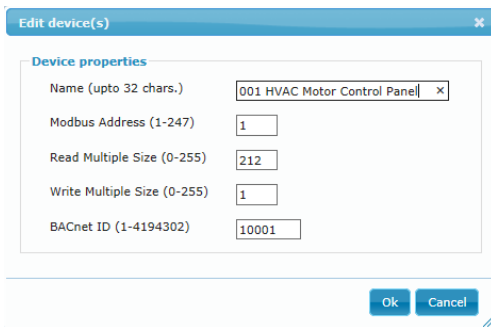 Edit device(s)
Device properties
Name (upto 32 chars.) 001 HVAC Motor Control Panel
Modbus Address (1-247) 1
Read Multiple Size (0-255) 212
Write Multiple Size (0-255) 1
BACnet ID (1-4194302) 10001
Ok Cancel